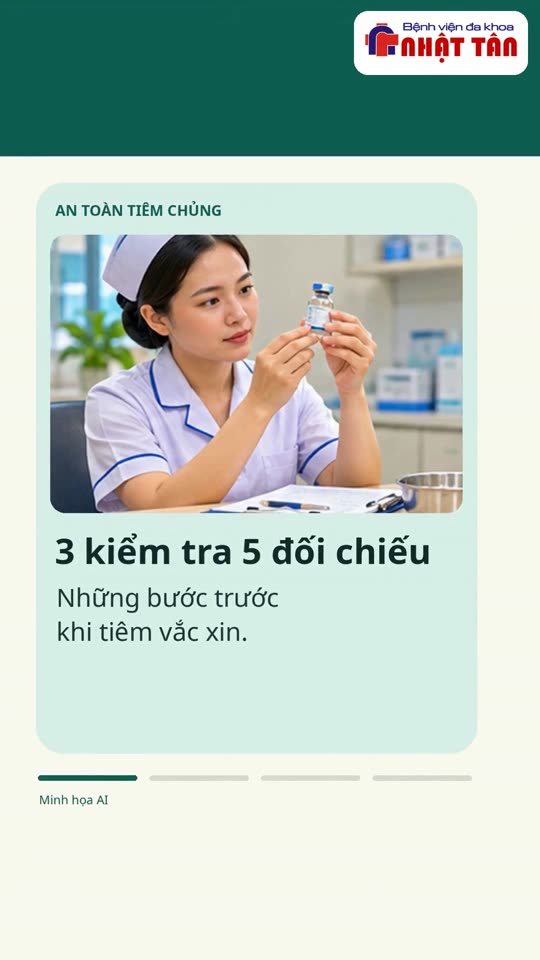 Bệnh viện đa khoa
NHẬT TÂN
AN TOÀN TIÊM CHỦNG
3 kiểm tra 5 đối chiếu
Những bước trước
khi tiêm vắc xin.
Minh họa AI